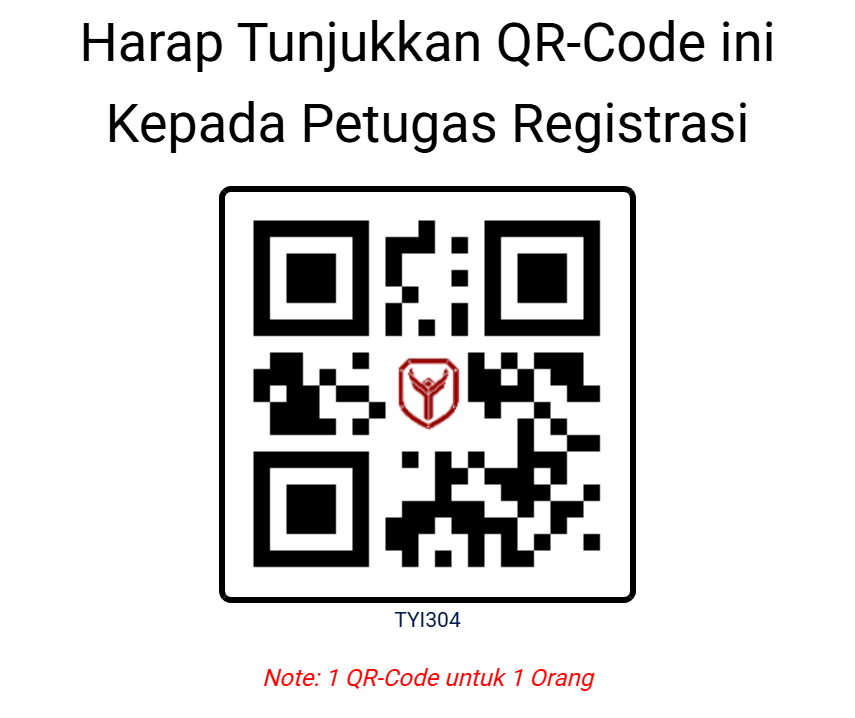 Harap Tunjukkan QR-Code ini
Kepada Petugas Registrasi
TYI304
Note: 1 QR-Code untuk 1 Orang